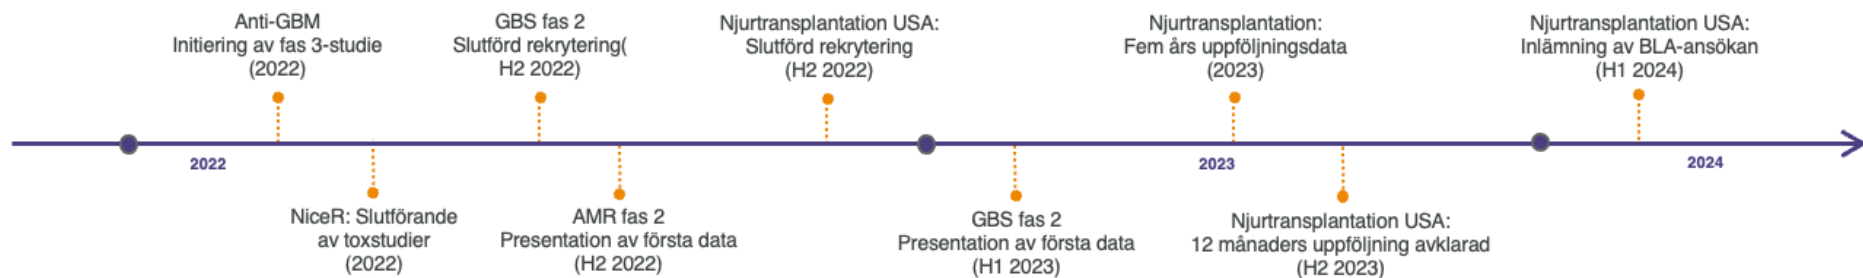 Anti-GBM
Initiering av fas 3-studie
(2022)
GBS fas 2
Slutförd rekrytering(
H2 2022)
Njurtransplantation USA:
Slutförd rekrytering
(H2 2022)
Njurtransplantation:
Fem års uppföljningsdata
(2023)
Njurtransplantation USA:
Inlämning av BLA-ansökan
(H1 2024)
2022
2023
2024
NiceR: Slutförande
av toxstudier
(2022)
AMR fas 2
Presentation av första data
(H2 2022)
GBS fas 2
Presentation av första data
(H1 2023)
Njurtransplantation USA:
12 månaders uppföljning avklarad
(H2 2023)